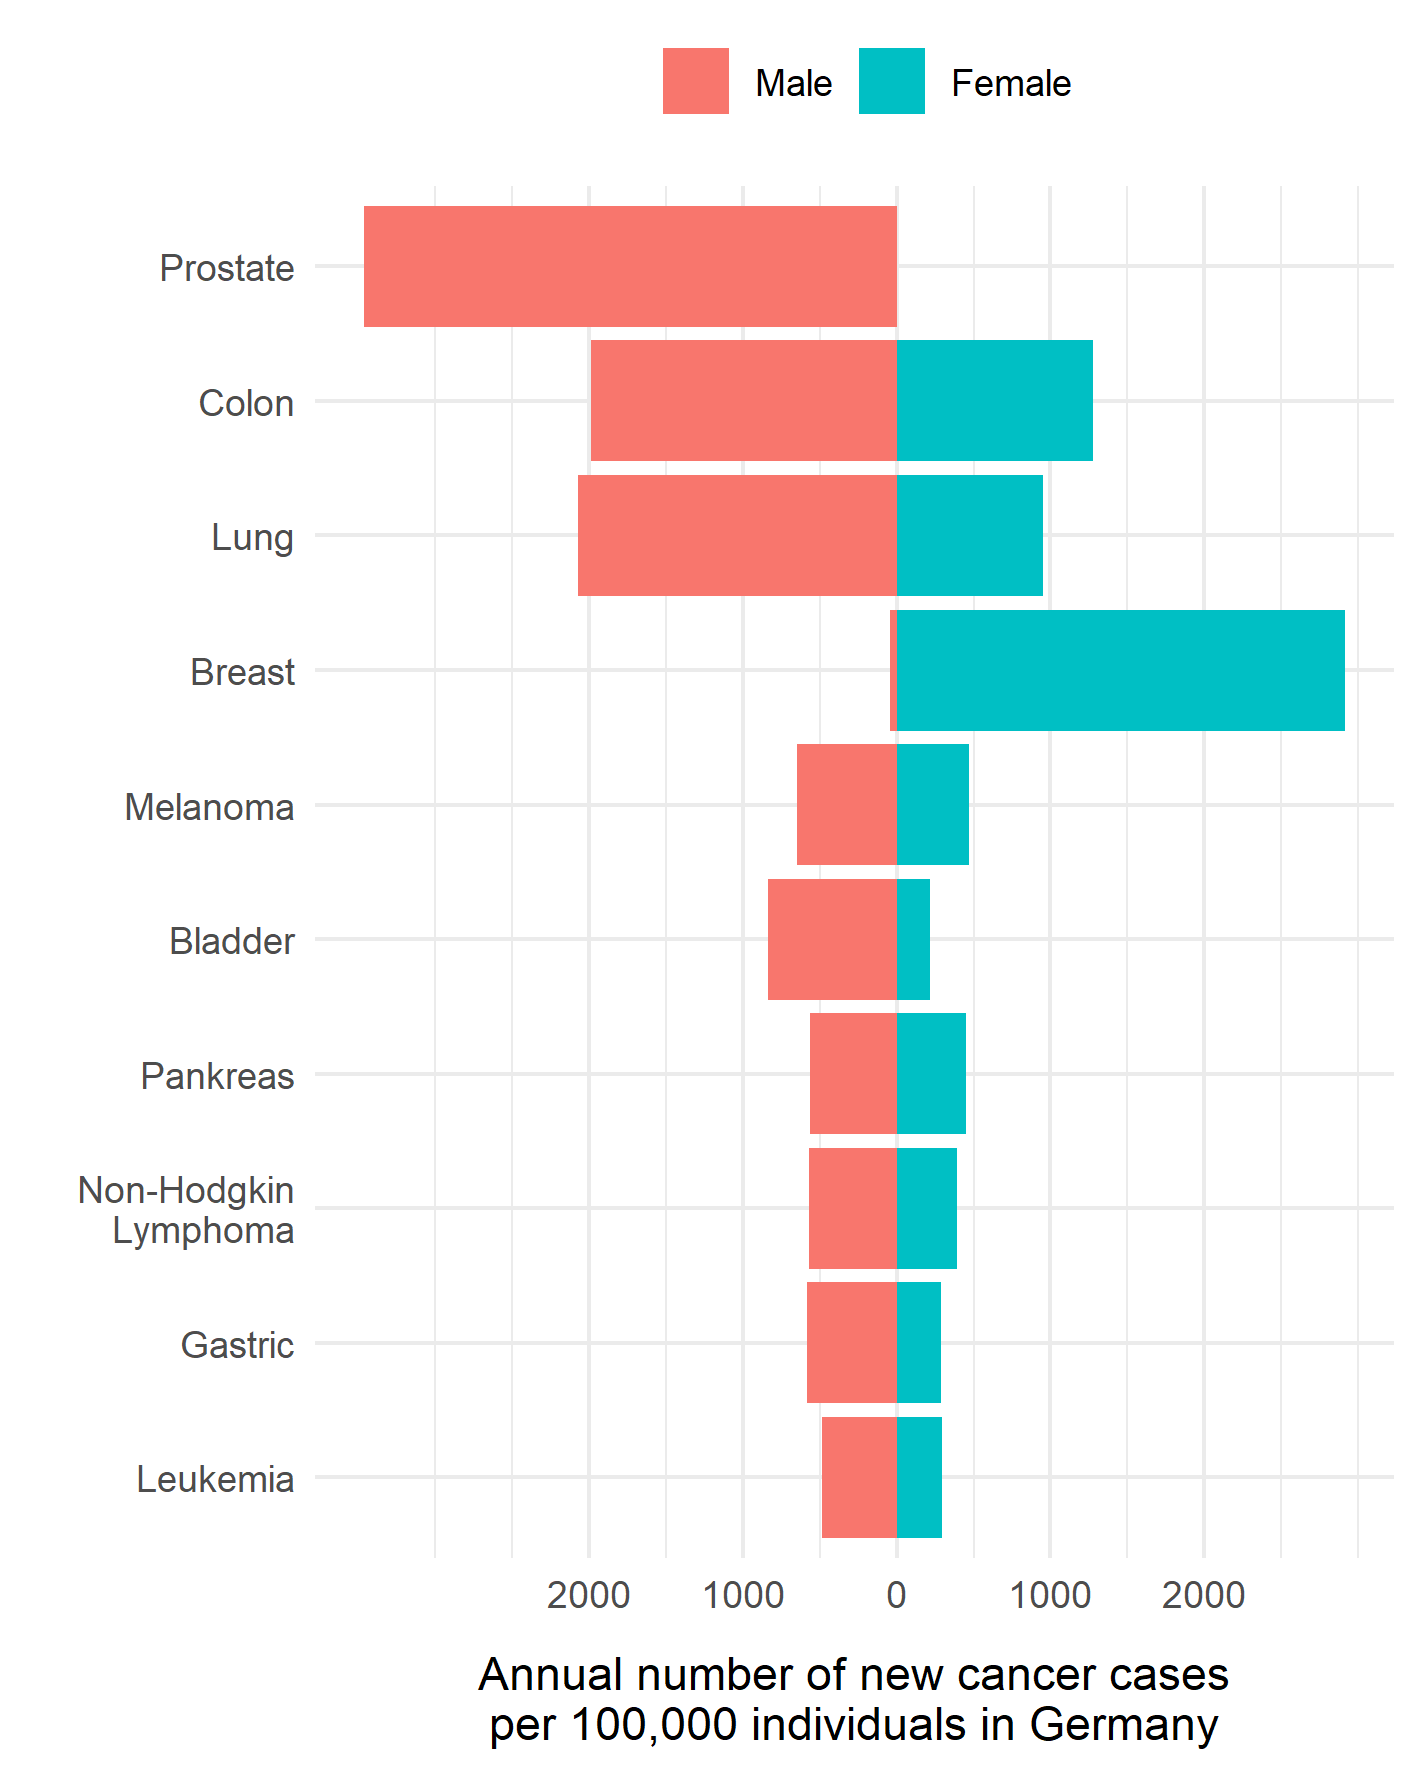 Male Female
Prostate
Colon
Lung
Breast
Melanoma
Bladder
Pankreas
Non-Hodgkin
Lymphoma
Gastric
Leukemia
2000 1000 0 1000 2000
Annual number of new cancer cases
per 100,000 individuals in Germany